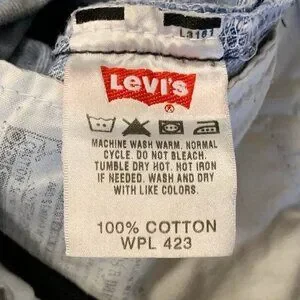 L3181
LEVI'S
®
MACHINE WASH WARM. NORMAL
CYCLE. DO NOT BLEACH.
TUMBLE DRY HOT. HOT IRON
IF NEEDED. WASH AND DRY
WITH LIKE COLORS.
100% COTTON
WPL 423